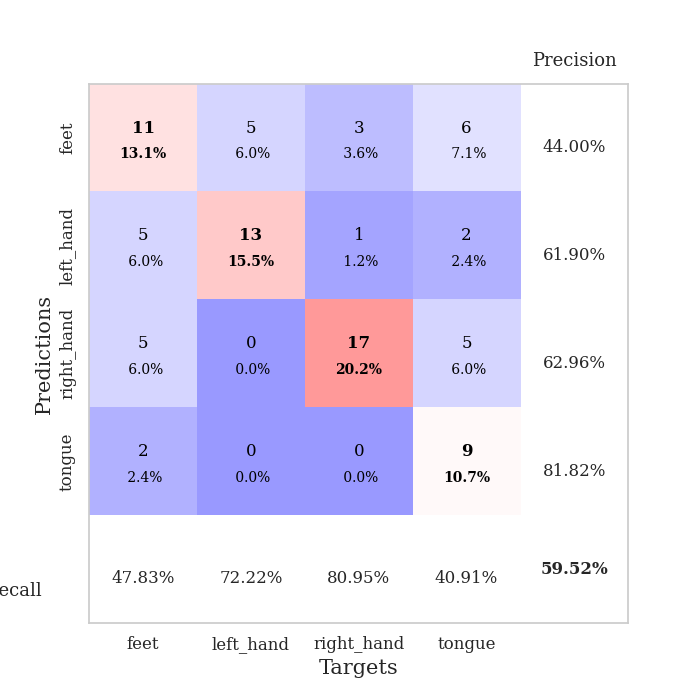 Precision
feet
11 5 3 6
13.1% 6.0% 3.6% 7.1%
44.00%
left_hand
5 13 1 2
6.0% 15.5% 1.2% 2.4%
61.90%
Predictions
right_hand
5 0 17 5
6.0% 0.0% 20.2% 6.0%
62.96%
tongue
2 0 0 9
2.4% 0.0% 0.0% 10.7%
81.82%
ecall
47.83% 72.22% 80.95% 40.91% 59.52%
feet left_hand right_hand tongue
Targets